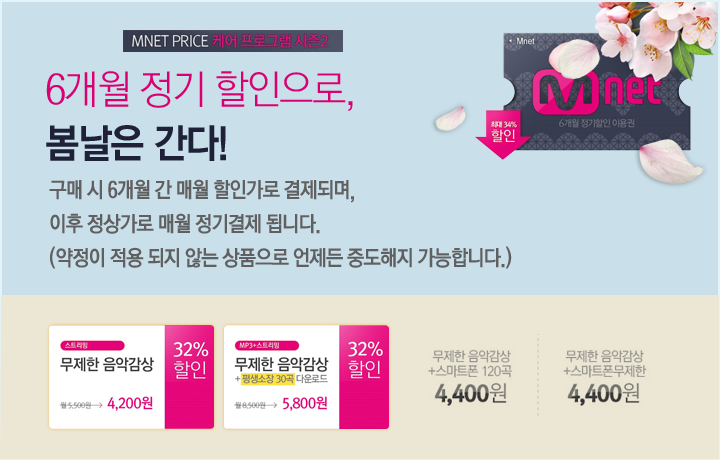 MNET PRICE 케어 프로그램 시즌2
6개월 정기 할인으로,
봄날은 간다!
구매 시 6개월 간 매월 할인가로 결제되며,
이후 정상가로 매월 정기결제 됩니다.
(약정이 적용 되지 않는 상품으로 언제든 중도해지 가능합니다.)
Mnet
Mnet
6개월 정기할인 이용권
최대 34%
할인
스트리밍
무제한 음악감상
월 5,500원 → 4,200원
32%
할인
MP3+스트리밍
무제한 음악감상
+ 평생소장 30곡 다운로드
월 8,500원 → 5,800원
32%
할인
무제한 음악감상
+스마트폰 120곡
4,400원
무제한 음악감상
+스마트폰무제한
4,400원